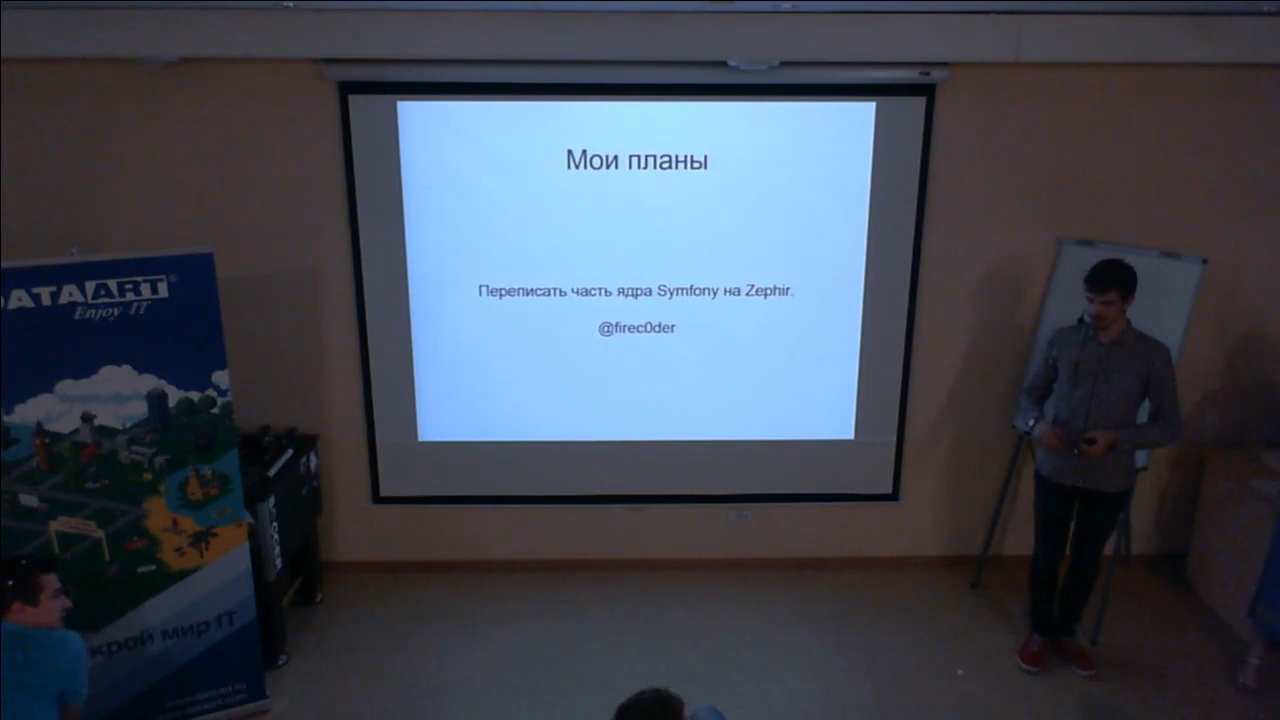 Мои планы
Переписать часть ядра Symfony на Zephir.
@firec0der
DATAART®
Enjoy IT
крой мир IT